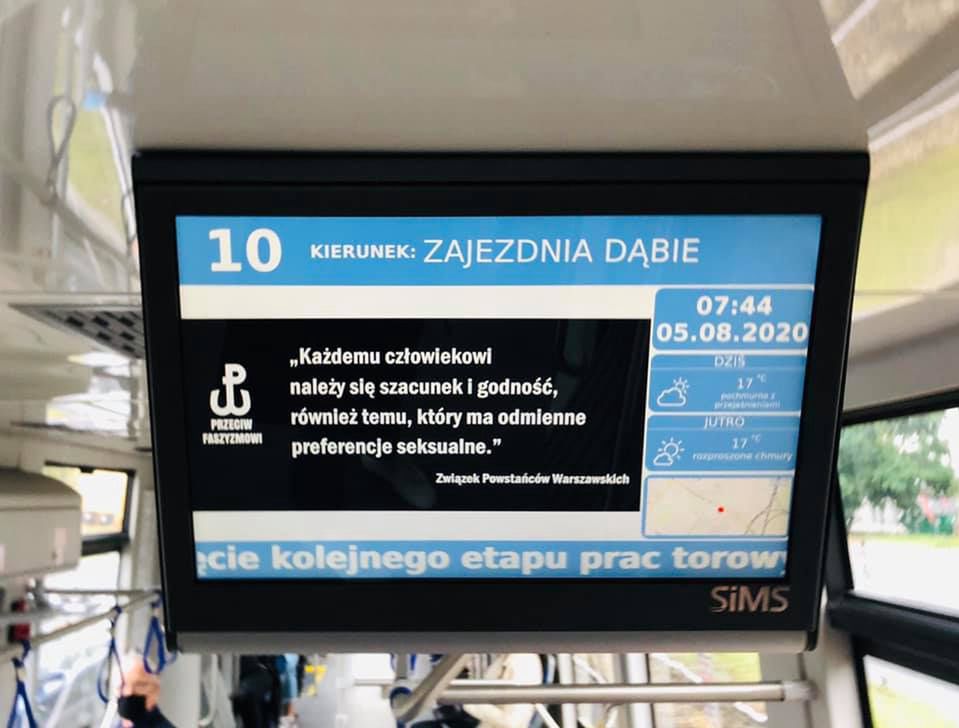 10 KIERUNEK: ZAJEZDNIA DĄBIE
07:44
05.08.2020
DZIŚ
17 °C
pochmurna z
przejaśnieniami
JUTRO
17 °C
rozproszone chmury
PRZECIW
FASZYZMOWI
„Każdemu człowiekowi
należy się szacunek i godność,
również temu, który ma odmienne
preferencje seksualne.”
Związek Powstańców Warszawskich
ęcie kolejnego etapu prac torowy
SiMS